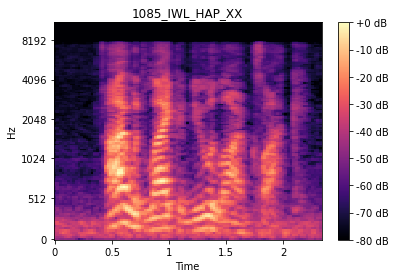 1085_IWL_HAP_XX
Hz
8192
4096
2048
1024
512
0
0
0.5
1
1.5
2
Time
+0 dB
-10 dB
-20 dB
-30 dB
-40 dB
-50 dB
-60 dB
-70 dB
-80 dB